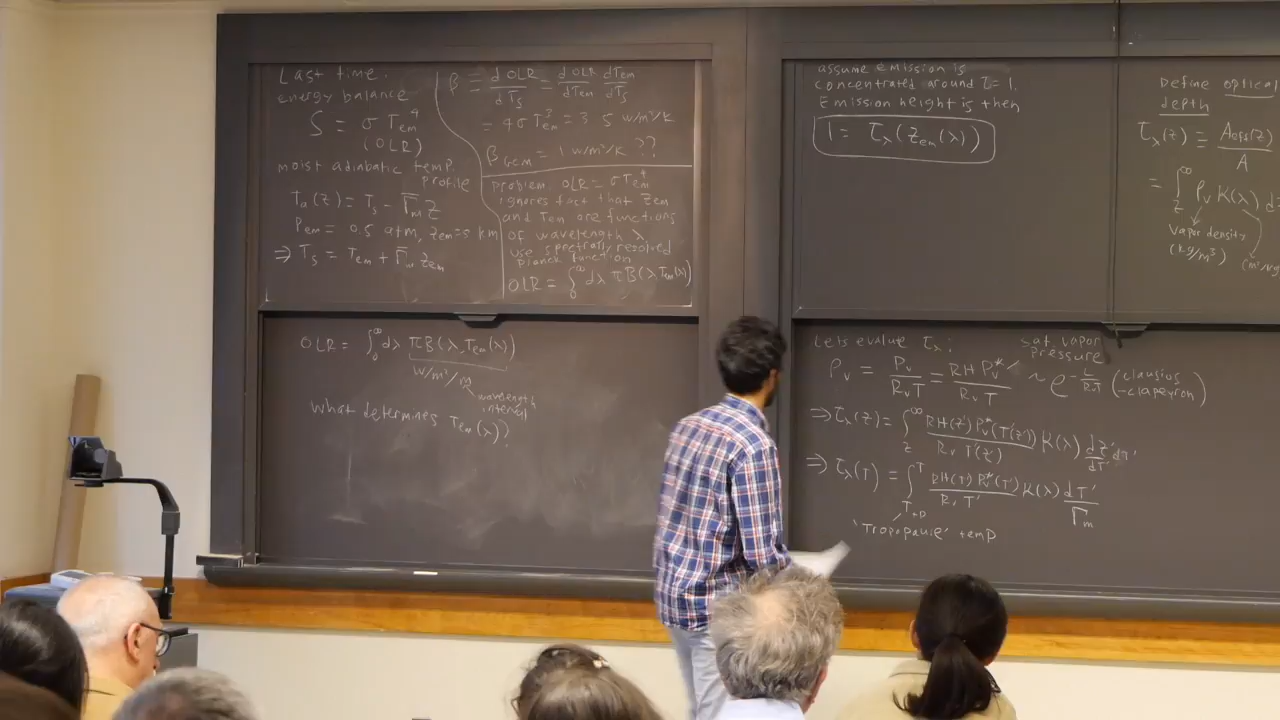 Last time:
energy balance
S = σ Tem⁴
(OLR)
moist adiabatic temp.
profile
Ta(z) = Ts - Γm z
Pem = 0.5 atm, zem=5 km
⇒ Ts = Tem + Γm zem
β = dOLR/dTs = dOLR/dTem dTem/dTs
= 4σ Tem³ = 3.5 W/m²/K
βGCM = 1 W/m²/K ??
Problem: OLR = σTem⁴
ignores fact that zem
and Tem are functions
of wavelength λ
use spectrally resolved
Planck function
OLR = ∫₀^∞ dλ πB(λ,Tem(λ))
OLR = ∫₀^∞ dλ πB(λ,Tem(λ))
W/m²/m
wavelength
interval
What determines Tem(λ)?
assume emission is
concentrated around τ=1.
Emission height is then
1 = τλ(zem(λ))
Define optical
depth
τλ(z) = Aeff(z)/A
= ∫z^∞ ρv K(λ) dz
vapor density
(kg/m³)
Lets evaluate τλ:
sat. vapor
pressure
ρv = Pv/RvT = RH Pv*/RvT ~ e^(-L/RvT) (Clausius
-Clapeyron)
⇒ τλ(z) = ∫z^∞ RH(z')Pv*(T(z'))/RvT(z') K(λ) dz'/dT' dT'
⇒ τλ(T) = ∫Ttp^T RH(T)Pv*(T')/RvT' K(λ) dT'/Γm
'Tropopause' temp